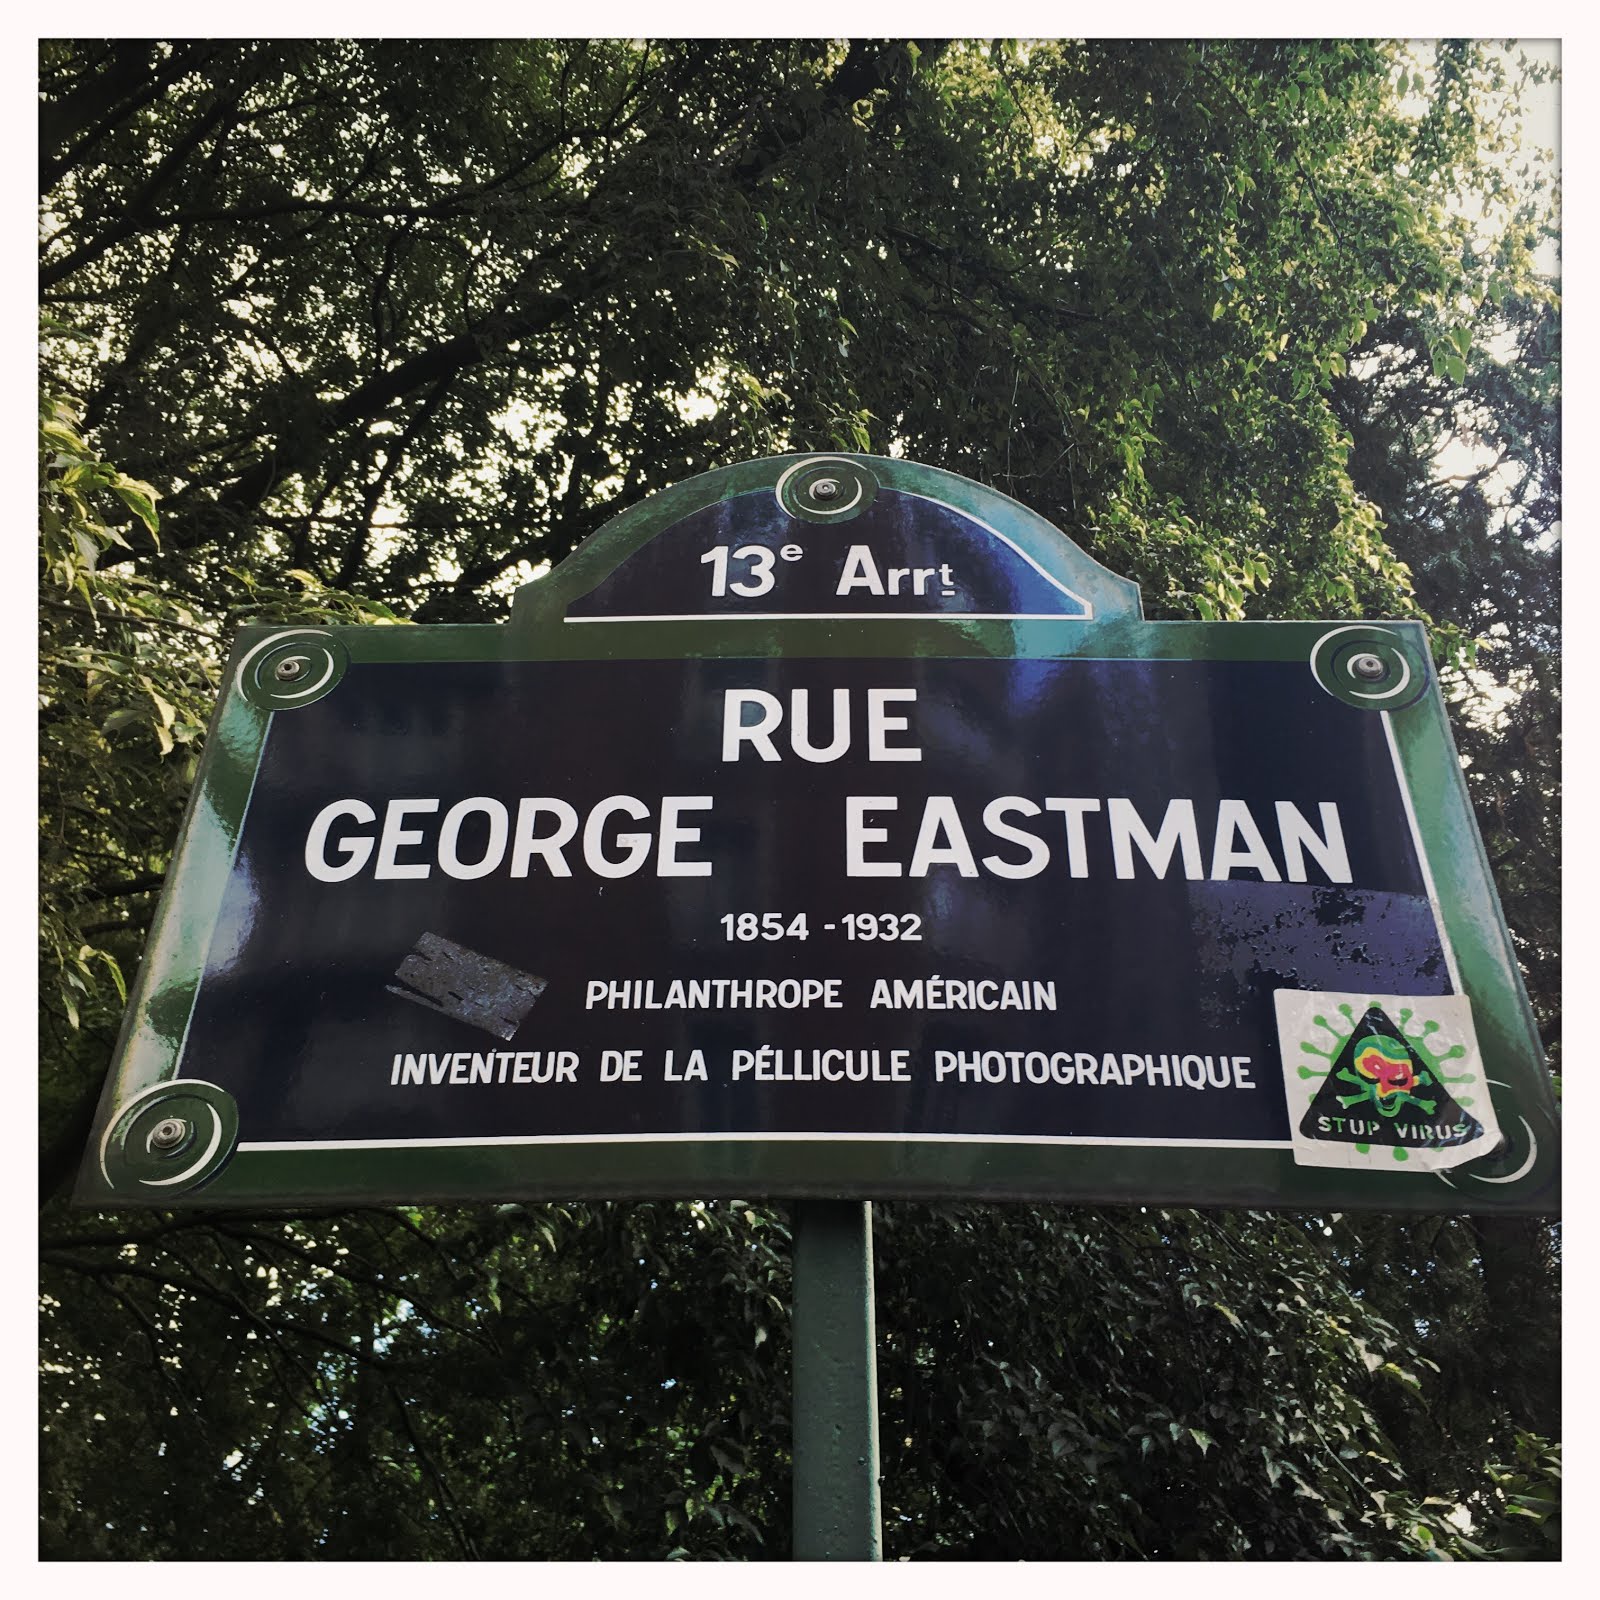 13e Arrt
RUE
GEORGE EASTMAN
1854 - 1932
PHILANTHROPE AMÉRICAIN
INVENTEUR DE LA PÉLLICULE PHOTOGRAPHIQUE
STUP VIRUS